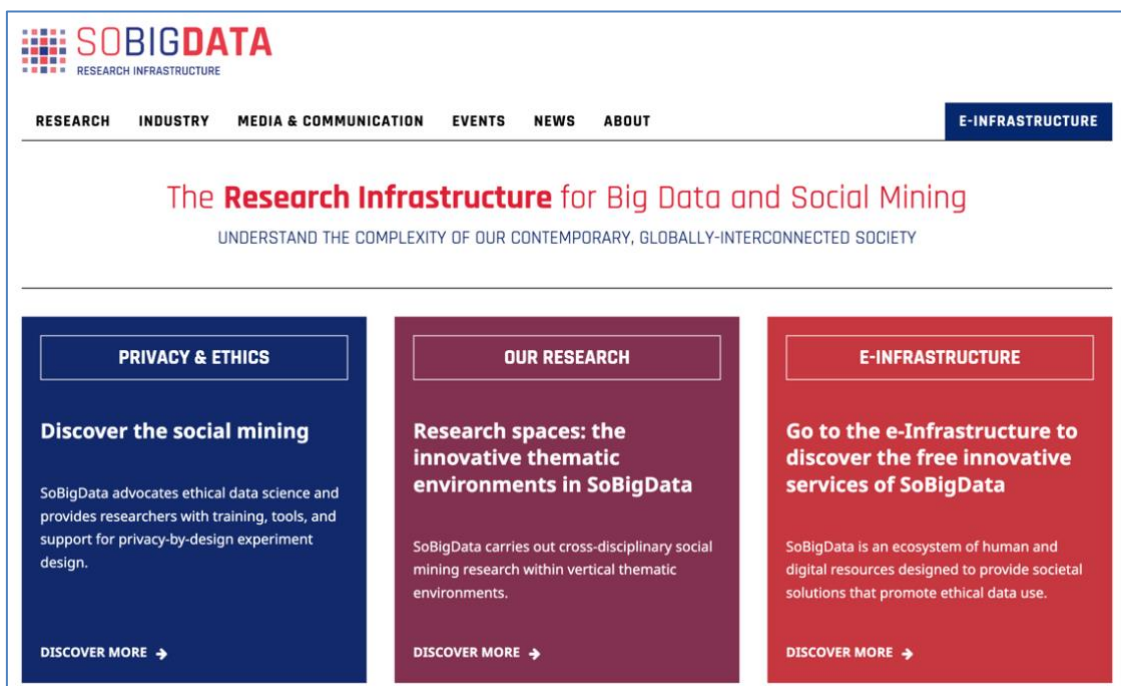 SOBIGDATA
RESEARCH INFRASTRUCTURE
RESEARCH INDUSTRY MEDIA & COMMUNICATION EVENTS NEWS ABOUT E-INFRASTRUCTURE
The Research Infrastructure for Big Data and Social Mining
UNDERSTAND THE COMPLEXITY OF OUR CONTEMPORARY, GLOBALLY-INTERCONNECTED SOCIETY
PRIVACY & ETHICS
Discover the social mining
SoBigData advocates ethical data science and
provides researchers with training, tools, and
support for privacy-by-design experiment
design.
DISCOVER MORE →
OUR RESEARCH
Research spaces: the
innovative thematic
environments in SoBigData
SoBigData carries out cross-disciplinary social
mining research within vertical thematic
environments.
DISCOVER MORE →
E-INFRASTRUCTURE
Go to the e-Infrastructure to
discover the free innovative
services of SoBigData
SoBigData is an ecosystem of human and
digital resources designed to provide societal
solutions that promote ethical data use.
DISCOVER MORE →